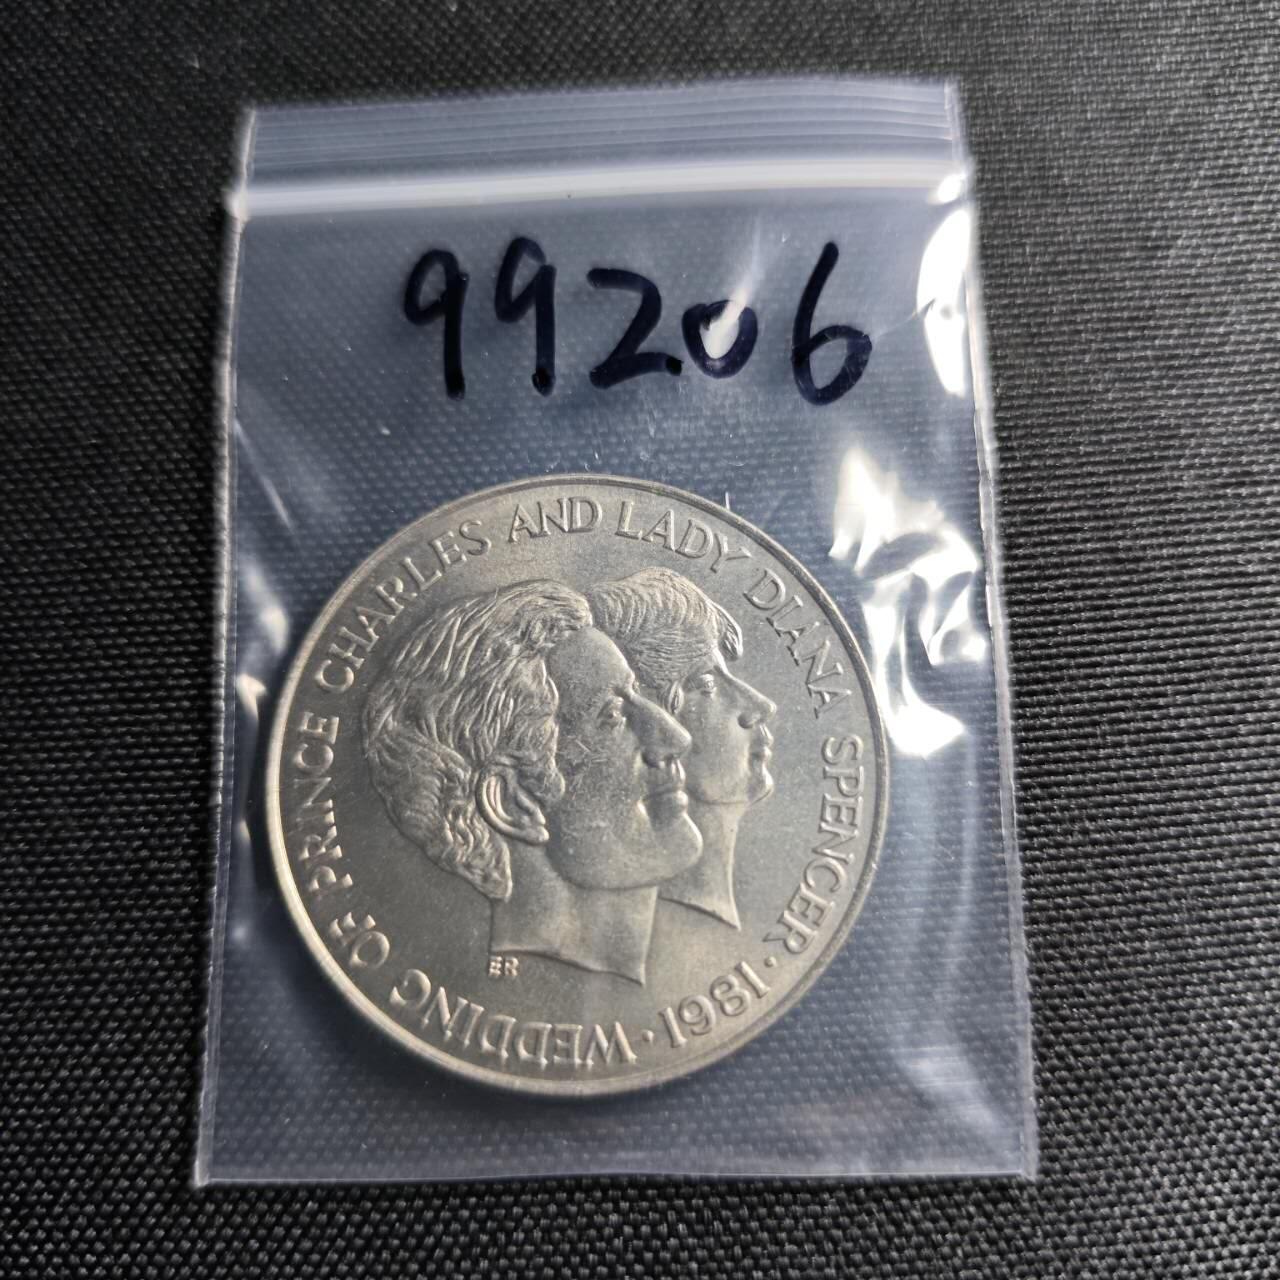 99206
WEDDING OF PRINCE CHARLES AND LADY DIANA SPENCER · 1981 ·
ER